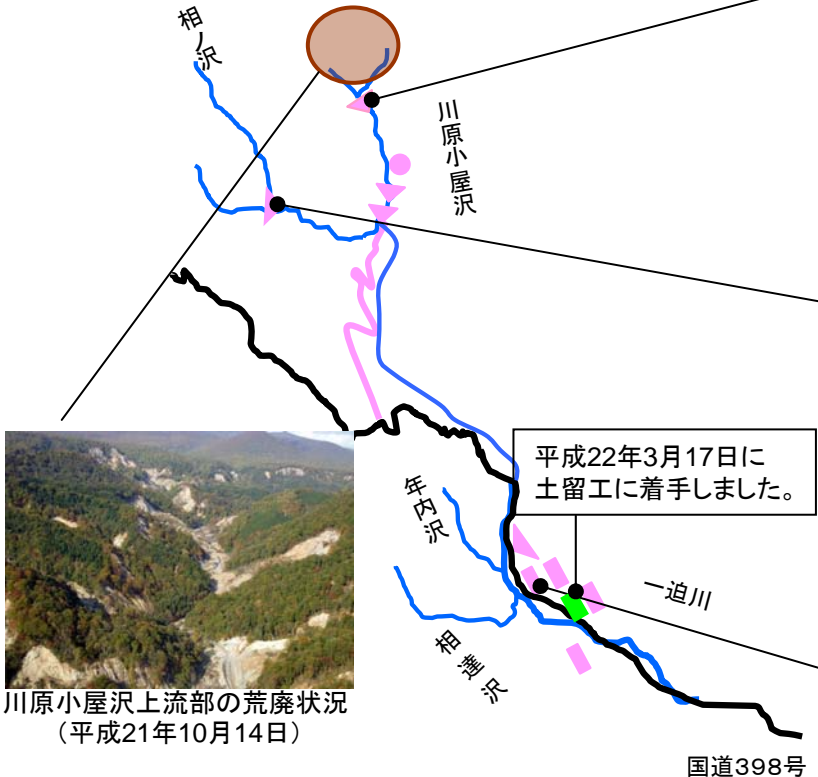 相ノ沢
川原小屋沢
平成22年3月17日に
土留工に着手しました。
年内沢
一迫川
相達沢
川原小屋沢上流部の荒廃状況
（平成21年10月14日）
国道398号